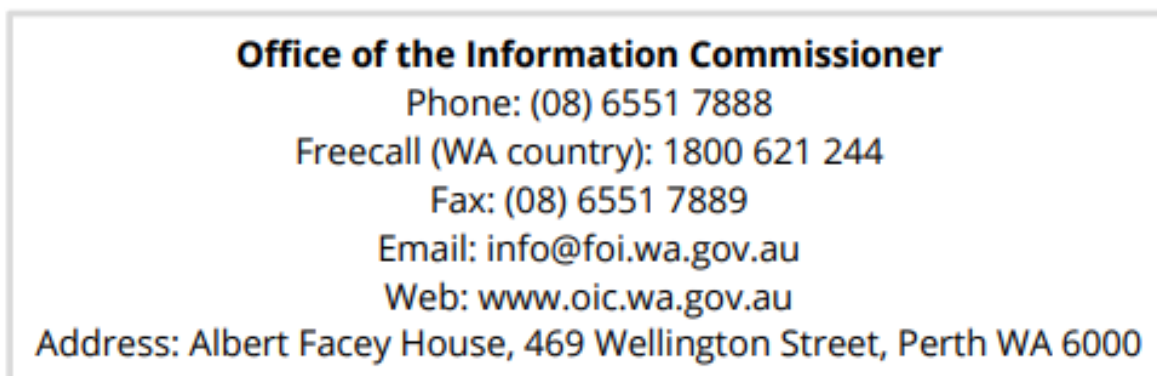 Office of the Information Commissioner
Phone: (08) 6551 7888
Freecall (WA country): 1800 621 244
Fax: (08) 6551 7889
Email: info@foi.wa.gov.au
Web: www.oic.wa.gov.au
Address: Albert Facey House, 469 Wellington Street, Perth WA 6000